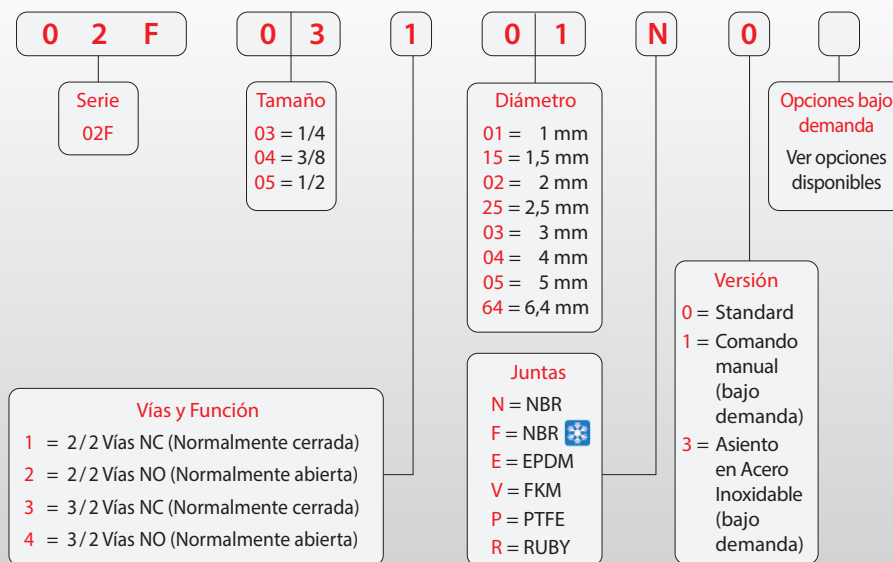 0 2 F 0 3 1 0 1 N 0
Serie
02F
Tamaño
03 = 1/4
04 = 3/8
05 = 1/2
Diámetro
01 = 1 mm
15 = 1,5 mm
02 = 2 mm
25 = 2,5 mm
03 = 3 mm
04 = 4 mm
05 = 5 mm
64 = 6,4 mm
Opciones bajo
demanda
Ver opciones
disponibles
Vías y Función
1 = 2/2 Vías NC (Normalmente cerrada)
2 = 2/2 Vías NO (Normalmente abierta)
3 = 3/2 Vías NC (Normalmente cerrada)
4 = 3/2 Vías NO (Normalmente abierta)
Juntas
N = NBR
F = NBR
E = EPDM
V = FKM
P = PTFE
R = RUBY
Versión
0 = Standard
1 = Comando
manual
(bajo
demanda)
3 = Asiento
en Acero
Inoxidable
(bajo
demanda)